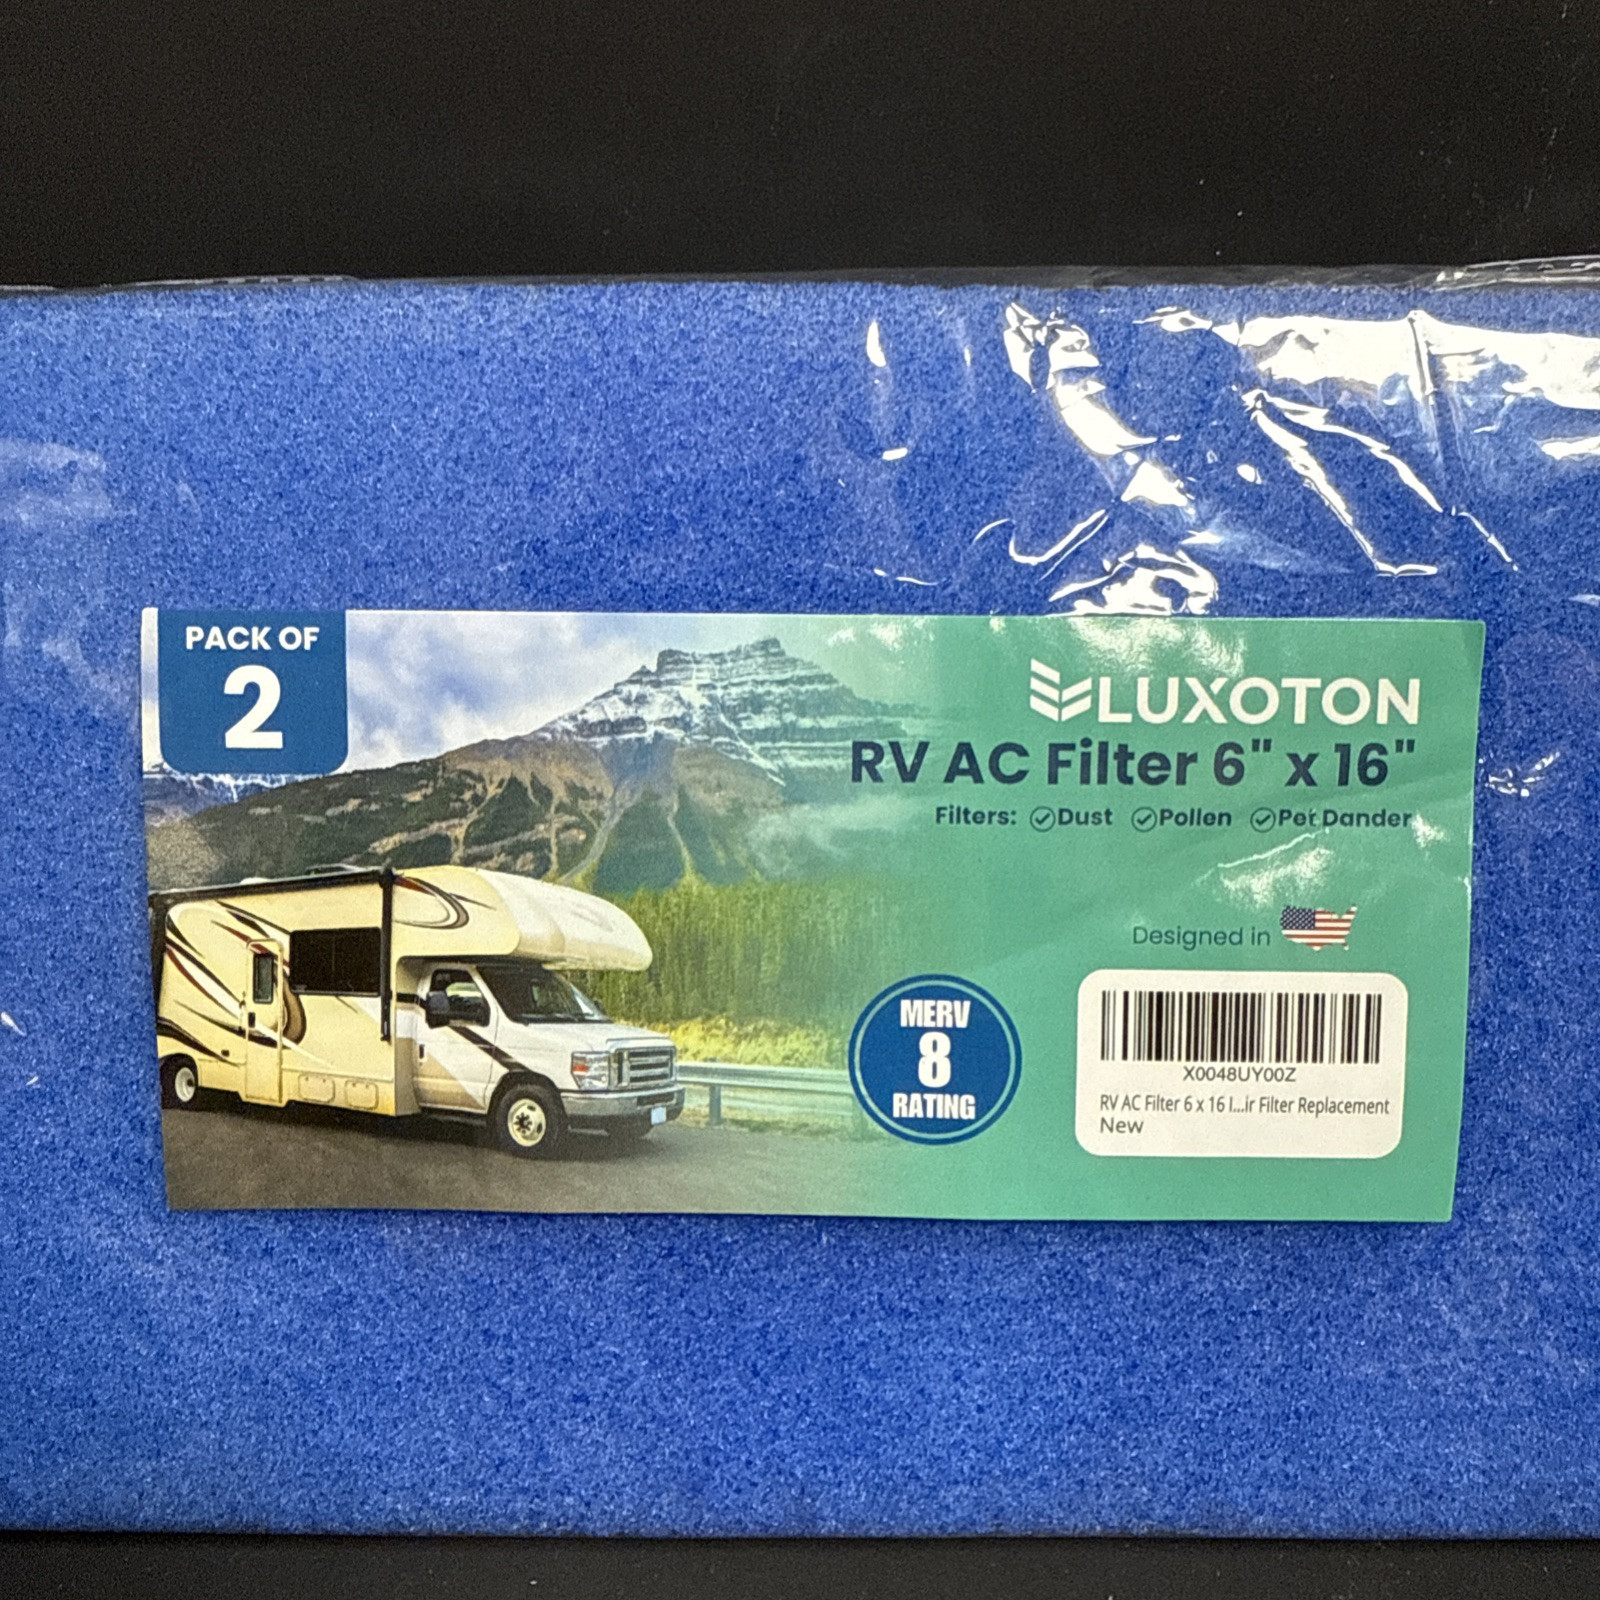 PACK OF
2
LUXOTON
RV AC Filter 6" x 16"
Filters: Dust Pollen Pet Dander
Designed in
MERV
8
RATING
X0048UY00Z
RV AC Filter 6 x 16 I...ir Filter Replacement
New